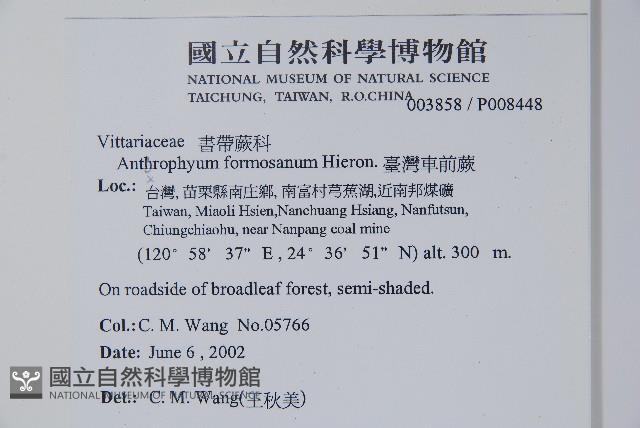 國立自然科學博物館
NATIONAL MUSEUM OF NATURAL SCIENCE
TAICHUNG, TAIWAN, R.O.CHINA
003858 / P008448
Vittariaceae 書帶蕨科
Anthrophyum formosanum Hieron. 臺灣車前蕨
Loc.: 台灣, 苗栗縣南庄鄉, 南富村芎蕉湖,近南邦煤礦
Taiwan, Miaoli Hsien,Nanchuang Hsiang, Nanfutsun,
Chiungchiaohu, near Nanpang coal mine
(120° 58' 37" E , 24° 36' 51" N) alt. 300 m.
On roadside of broadleaf forest, semi-shaded.
Col.: C. M. Wang No.05766
Date: June 6 , 2002
國立自然科學博物館
NATIONAL MUSEUM OF NATURAL SCIENCE
Det.: C. M. Wang(王秋美)